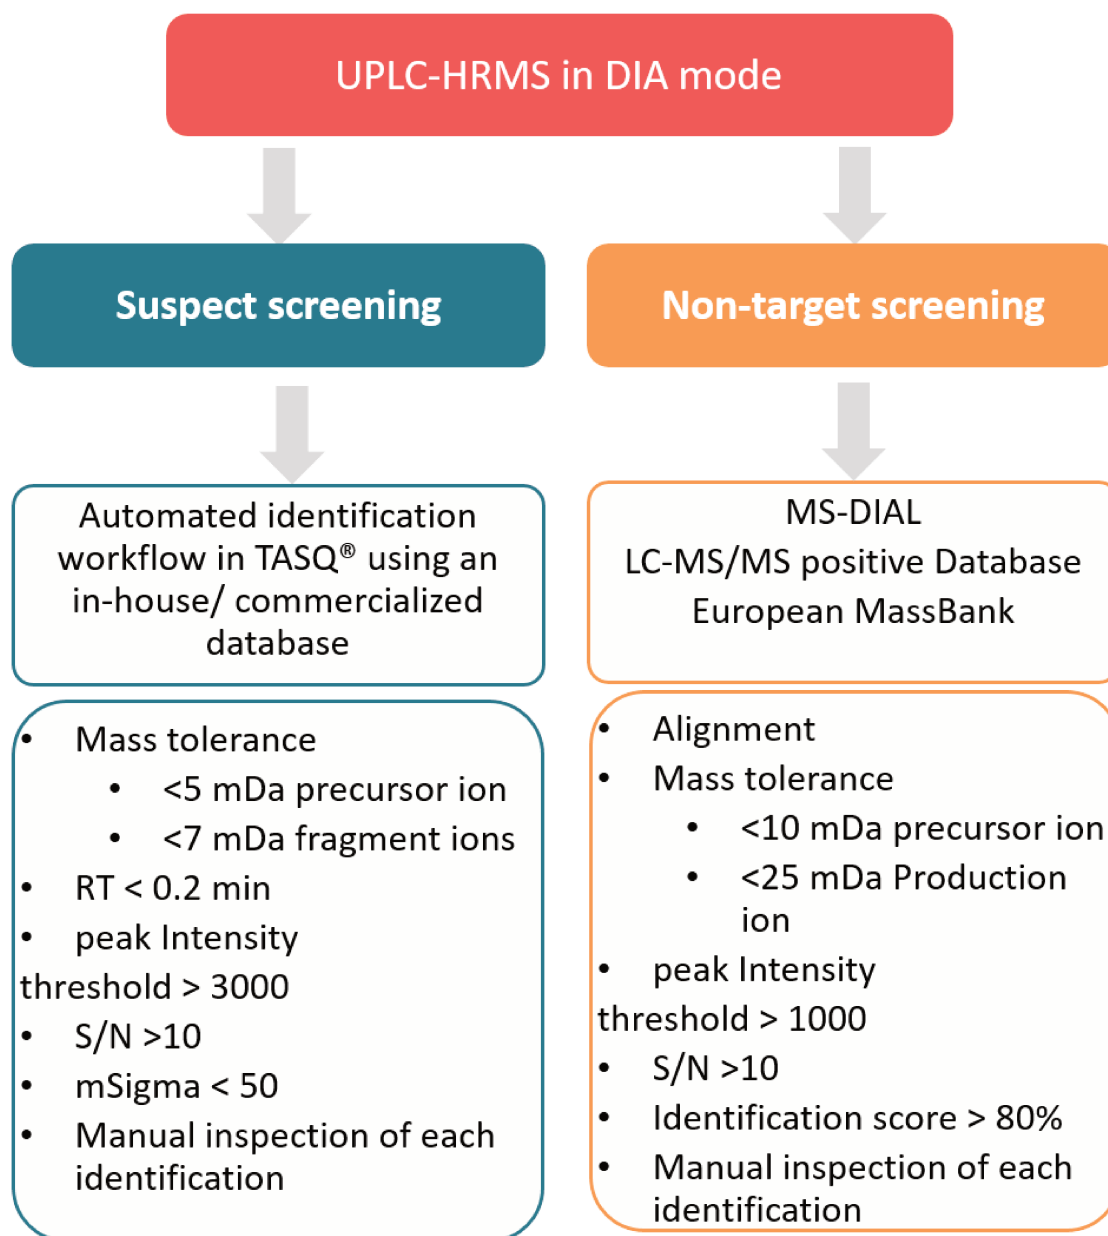 UPLC-HRMS in DIA mode
Suspect screening
Automated identification
workflow in TASQ® using an
in-house/ commercialized
database
• Mass tolerance
• <5 mDa precursor ion
• <7 mDa fragment ions
• RT < 0.2 min
• peak Intensity
threshold > 3000
• S/N >10
• mSigma < 50
• Manual inspection of each
identification
Non-target screening
MS-DIAL
LC-MS/MS positive Database
European MassBank
• Alignment
• Mass tolerance
• <10 mDa precursor ion
• <25 mDa Production
ion
• peak Intensity
threshold > 1000
• S/N >10
• Identification score > 80%
• Manual inspection of each
identification